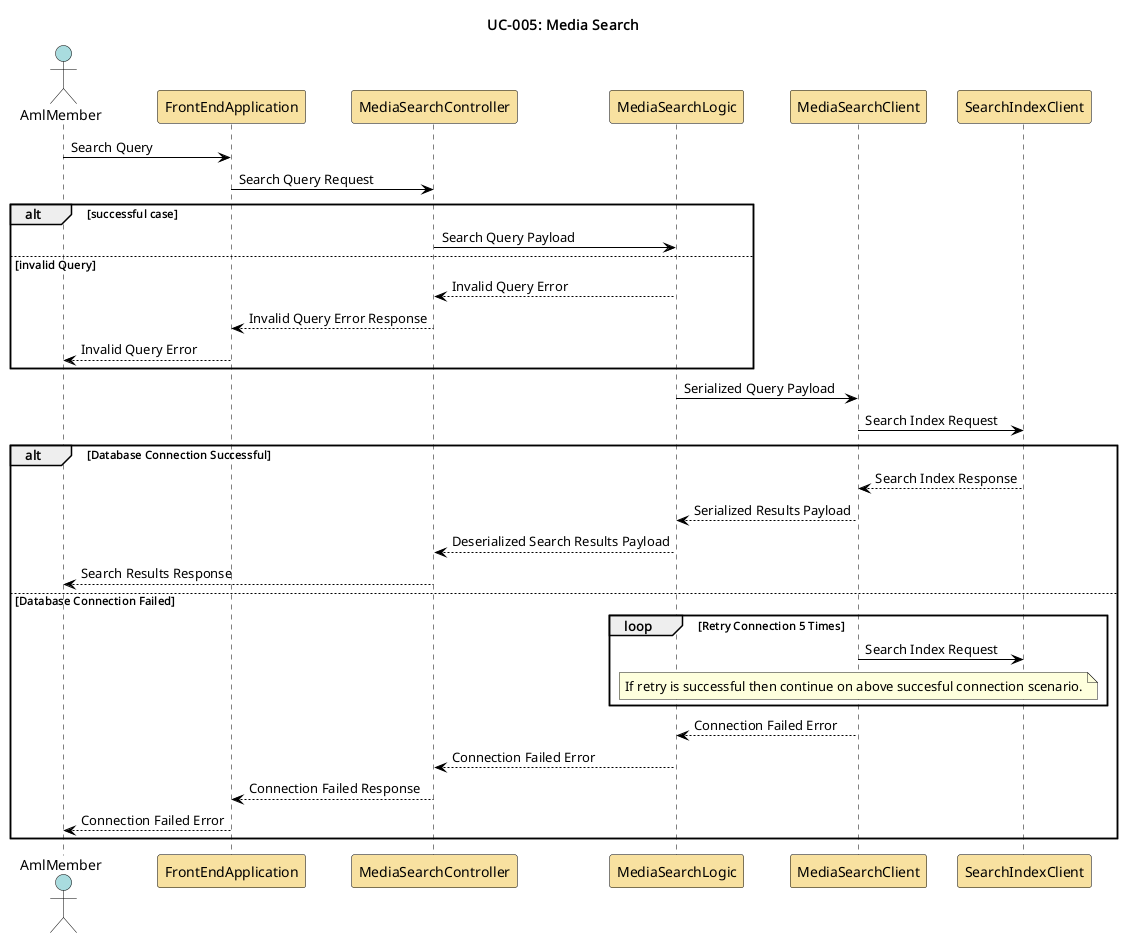 UC-005: Media Search
AmlMember
FrontEndApplication
MediaSearchController
MediaSearchLogic
MediaSearchClient
SearchIndexClient
Search Query
Search Query Request
alt
[successful case]
Search Query Payload
[invalid Query]
Invalid Query Error
Invalid Query Error Response
Invalid Query Error
Serialized Query Payload
Search Index Request
alt
[Database Connection Successful]
Search Index Response
Serialized Results Payload
Deserialized Search Results Payload
Search Results Response
[Database Connection Failed]
loop
[Retry Connection 5 Times]
Search Index Request
If retry is successful then continue on above succesful connection scenario.
Connection Failed Error
Connection Failed Error
Connection Failed Response
Connection Failed Error
AmlMember
FrontEndApplication
MediaSearchController
MediaSearchLogic
MediaSearchClient
SearchIndexClient